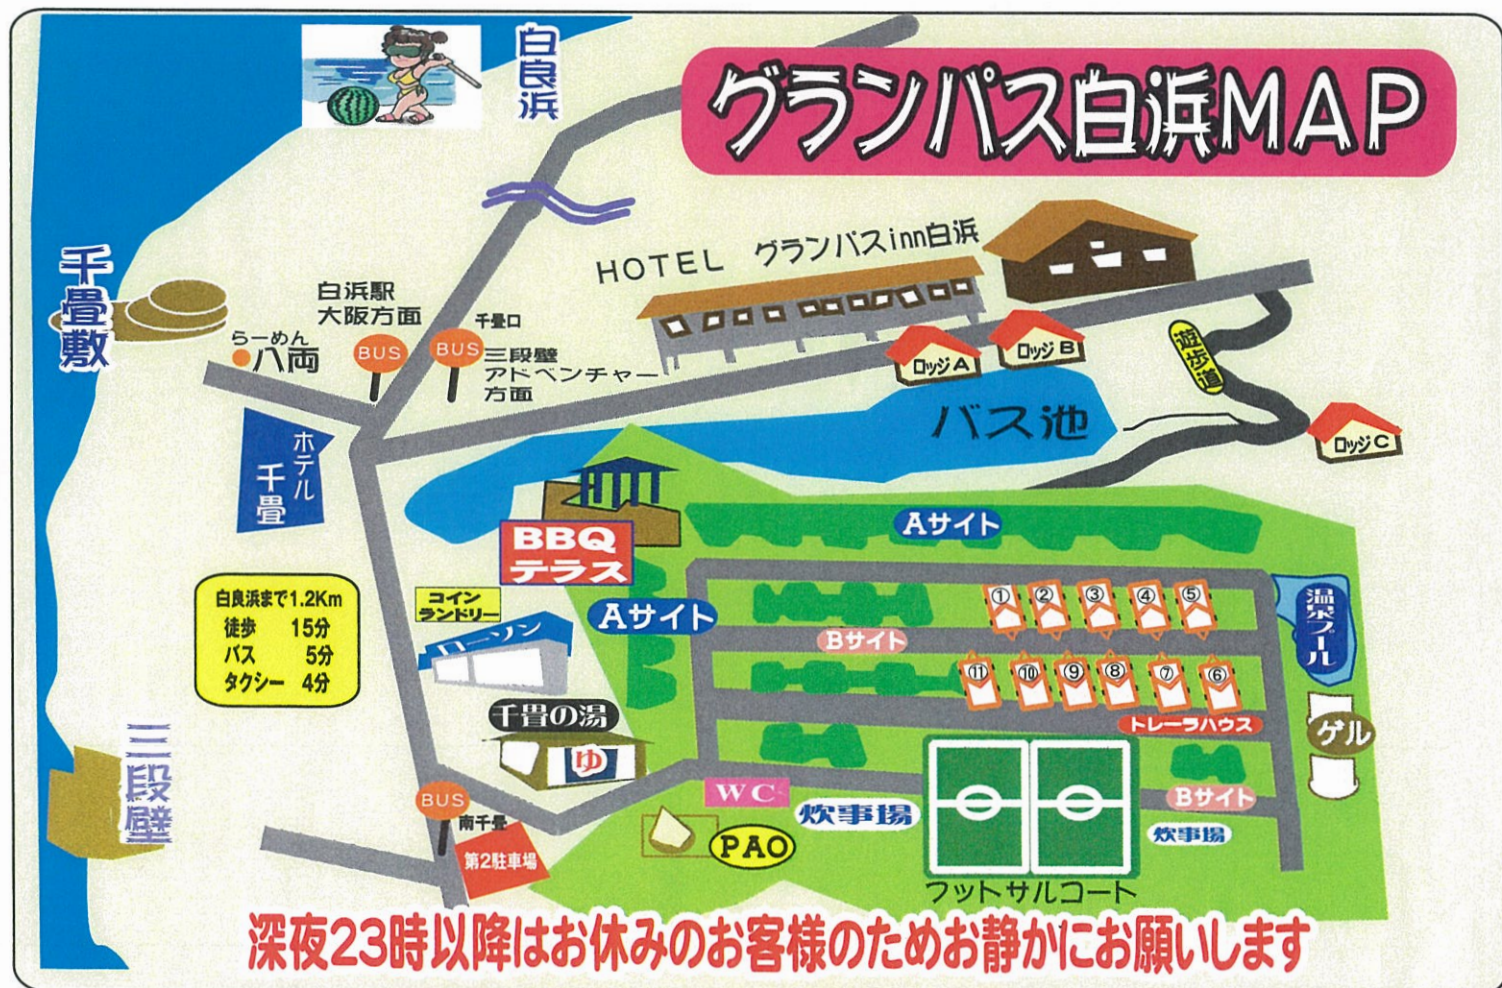 グランパス白浜MAP
白良浜
千畳敷
HOTEL グランパスinn白浜
白浜駅
大阪方面
らーめん
八両
BUS
BUS
千畳口
三段壁
アドベンチャー
方面
ロッジA
ロッジB
遊歩道
ロッジC
バス池
ホテル
千畳
Aサイト
BBQ
テラス
白良浜まで1.2Km
徒歩 15分
バス 5分
タクシー 4分
コイン
ランドリー
ローソン
Aサイト
Bサイト
①
②
③
④
⑤
温泉プール
⑪
⑩
⑨
⑧
⑦
⑥
トレーラハウス
千畳の湯
ゆ
ゲル
三段壁
BUS
南千畳
第2駐車場
WC
炊事場
PAO
Bサイト
炊事場
フットサルコート
深夜23時以降はお休みのお客様のためお静かにお願いします